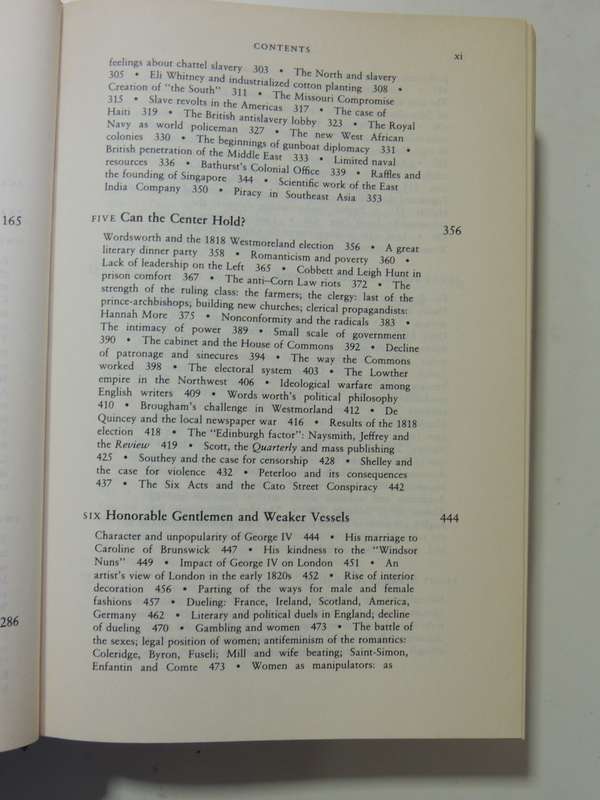 CONTENTS xi
feelings about chattel slavery 303 • The North and slavery
305 • Eli Whitney and industrialized cotton planting 308 •
Creation of "the South" 311 • The Missouri Compromise
315 • Slave revolts in the Americas 317 • The case of
Haiti 319 • The British antislavery lobby 323 • The Royal
Navy as world policeman 327 • The new West African
colonies 330 • The beginnings of gunboat diplomacy 331 •
British penetration of the Middle East 333 • Limited naval
resources 336 • Bathurst's Colonial Office 339 • Raffles and
the founding of Singapore 344 • Scientific work of the East
India Company 350 • Piracy in Southeast Asia 353
165
FIVE Can the Center Hold? 356
Wordsworth and the 1818 Westmoreland election 356 • A great
literary dinner party 358 • Romanticism and poverty 360 •
Lack of leadership on the Left 365 • Cobbett and Leigh Hunt in
prison comfort 367 • The anti–Corn Law riots 372 • The
strength of the ruling class: the farmers; the clergy: last of the
prince-archbishops; building new churches; clerical propagandists:
Hannah More 375 • Nonconformity and the radicals 383 •
The intimacy of power 389 • Small scale of government
390 • The cabinet and the House of Commons 392 • Decline
of patronage and sinecures 394 • The way the Commons
worked 398 • The electoral system 403 • The Lowther
empire in the Northwest 406 • Ideological warfare among
English writers 409 • Words worth's political philosophy
410 • Brougham's challenge in Westmorland 412 • De
Quincey and the local newspaper war 416 • Results of the 1818
election 418 • The "Edinburgh factor": Naysmith, Jeffrey and
the Review 419 • Scott, the Quarterly and mass publishing
425 • Southey and the case for censorship 428 • Shelley and
the case for violence 432 • Peterloo and its consequences
437 • The Six Acts and the Cato Street Conspiracy 442
SIX Honorable Gentlemen and Weaker Vessels 444
Character and unpopularity of George IV 444 • His marriage to
Caroline of Brunswick 447 • His kindness to the "Windsor
Nuns" 449 • Impact of George IV on London 451 • An
artist's view of London in the early 1820s 452 • Rise of interior
decoration 456 • Parting of the ways for male and female
fashions 457 • Dueling: France, Ireland, Scotland, America,
Germany 462 • Literary and political duels in England; decline
of dueling 470 • Gambling and women 473 • The battle of
the sexes; legal position of women; antifeminism of the romantics:
Coleridge, Byron, Fuseli; Mill and wife beating; Saint-Simon,
Enfantin and Comte 473 • Women as manipulators: as
286